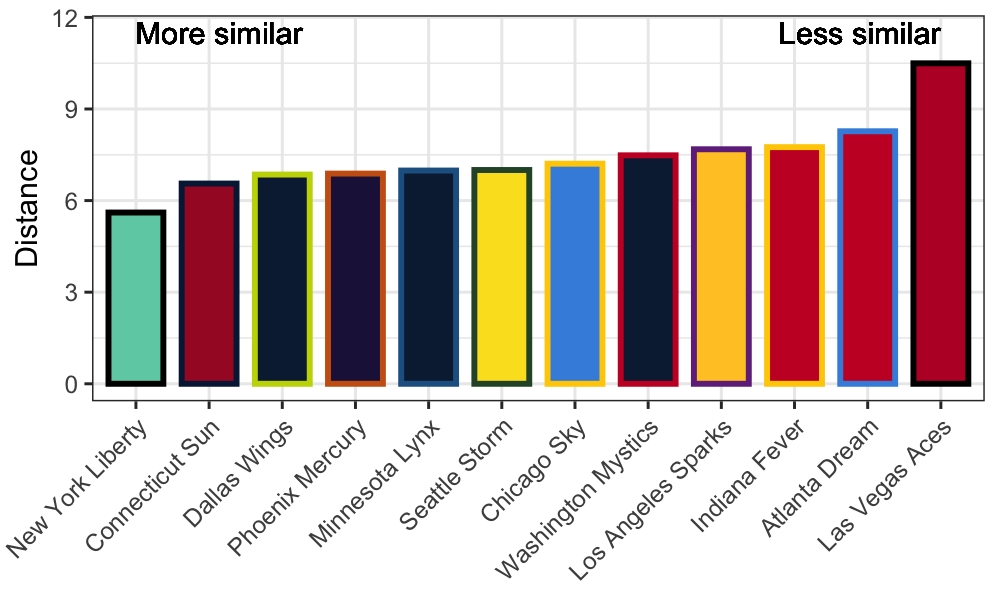 12
More similar
Less similar
9
Distance
6
3
0
New York Liberty
Connecticut Sun
Dallas Wings
Phoenix Mercury
Minnesota Lynx
Seattle Storm
Chicago Sky
Washington Mystics
Los Angeles Sparks
Indiana Fever
Atlanta Dream
Las Vegas Aces